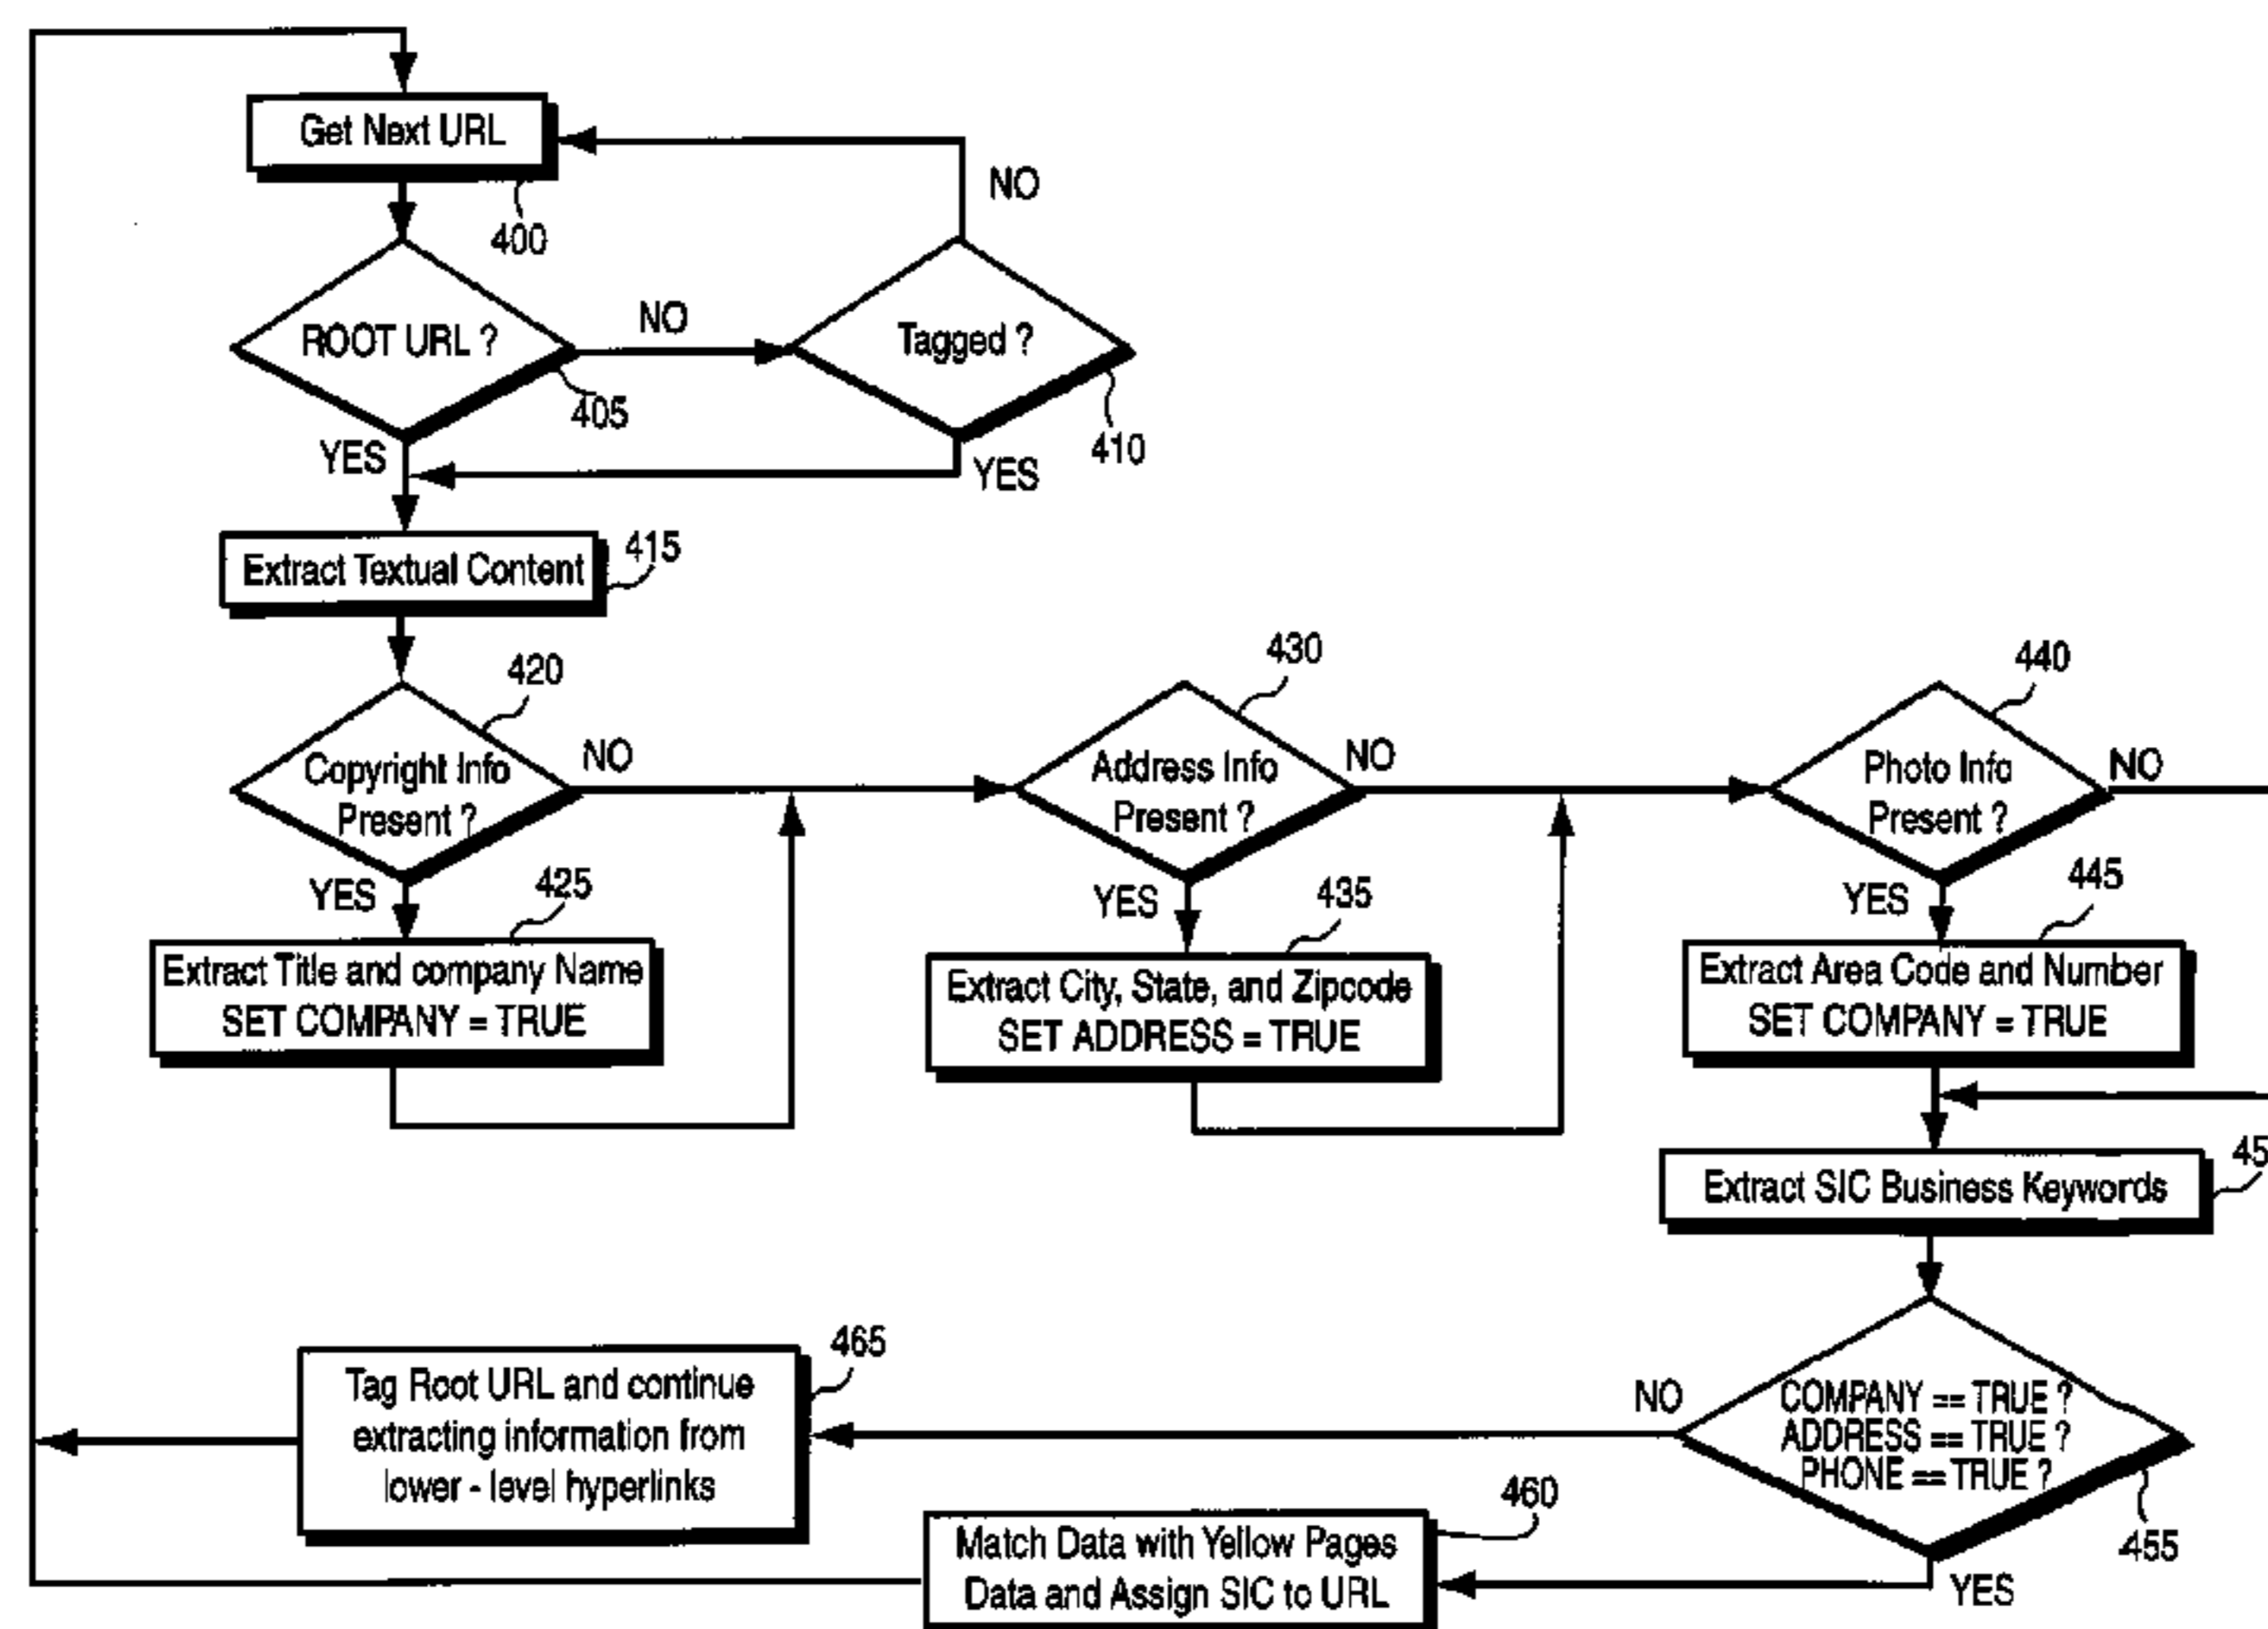 Get Next URL
400
NO
ROOT URL ?
405
NO
Tagged ?
410
YES
YES
Extract Textual Content
415
420
Copyright Info
Present ?
NO
YES
425
Extract Title and company Name
SET COMPANY = TRUE
430
Address Info
Present ?
NO
YES
435
Extract City, State, and Zipcode
SET ADDRESS = TRUE
440
Photo Info
Present ?
NO
YES
445
Extract Area Code and Number
SET COMPANY = TRUE
45
Extract SIC Business Keywords
COMPANY == TRUE ?
ADDRESS == TRUE ?
PHONE == TRUE ?
455
NO
YES
465
Tag Root URL and continue
extracting information from
lower - level hyperlinks
460
Match Data with Yellow Pages
Data and Assign SIC to URL